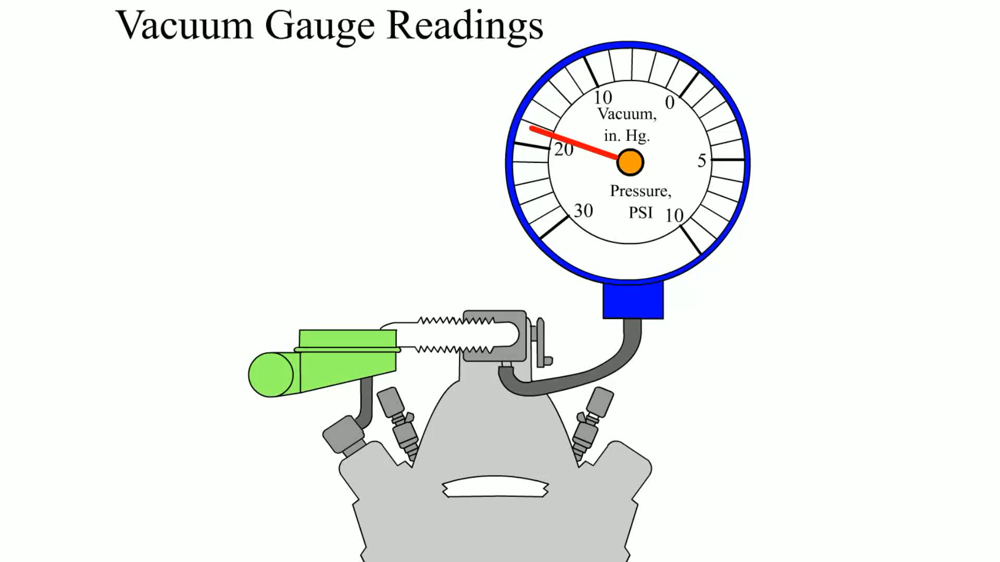 Vacuum Gauge Readings
10
0
Vacuum,
in. Hg.
20
5
Pressure,
30
PSI 10